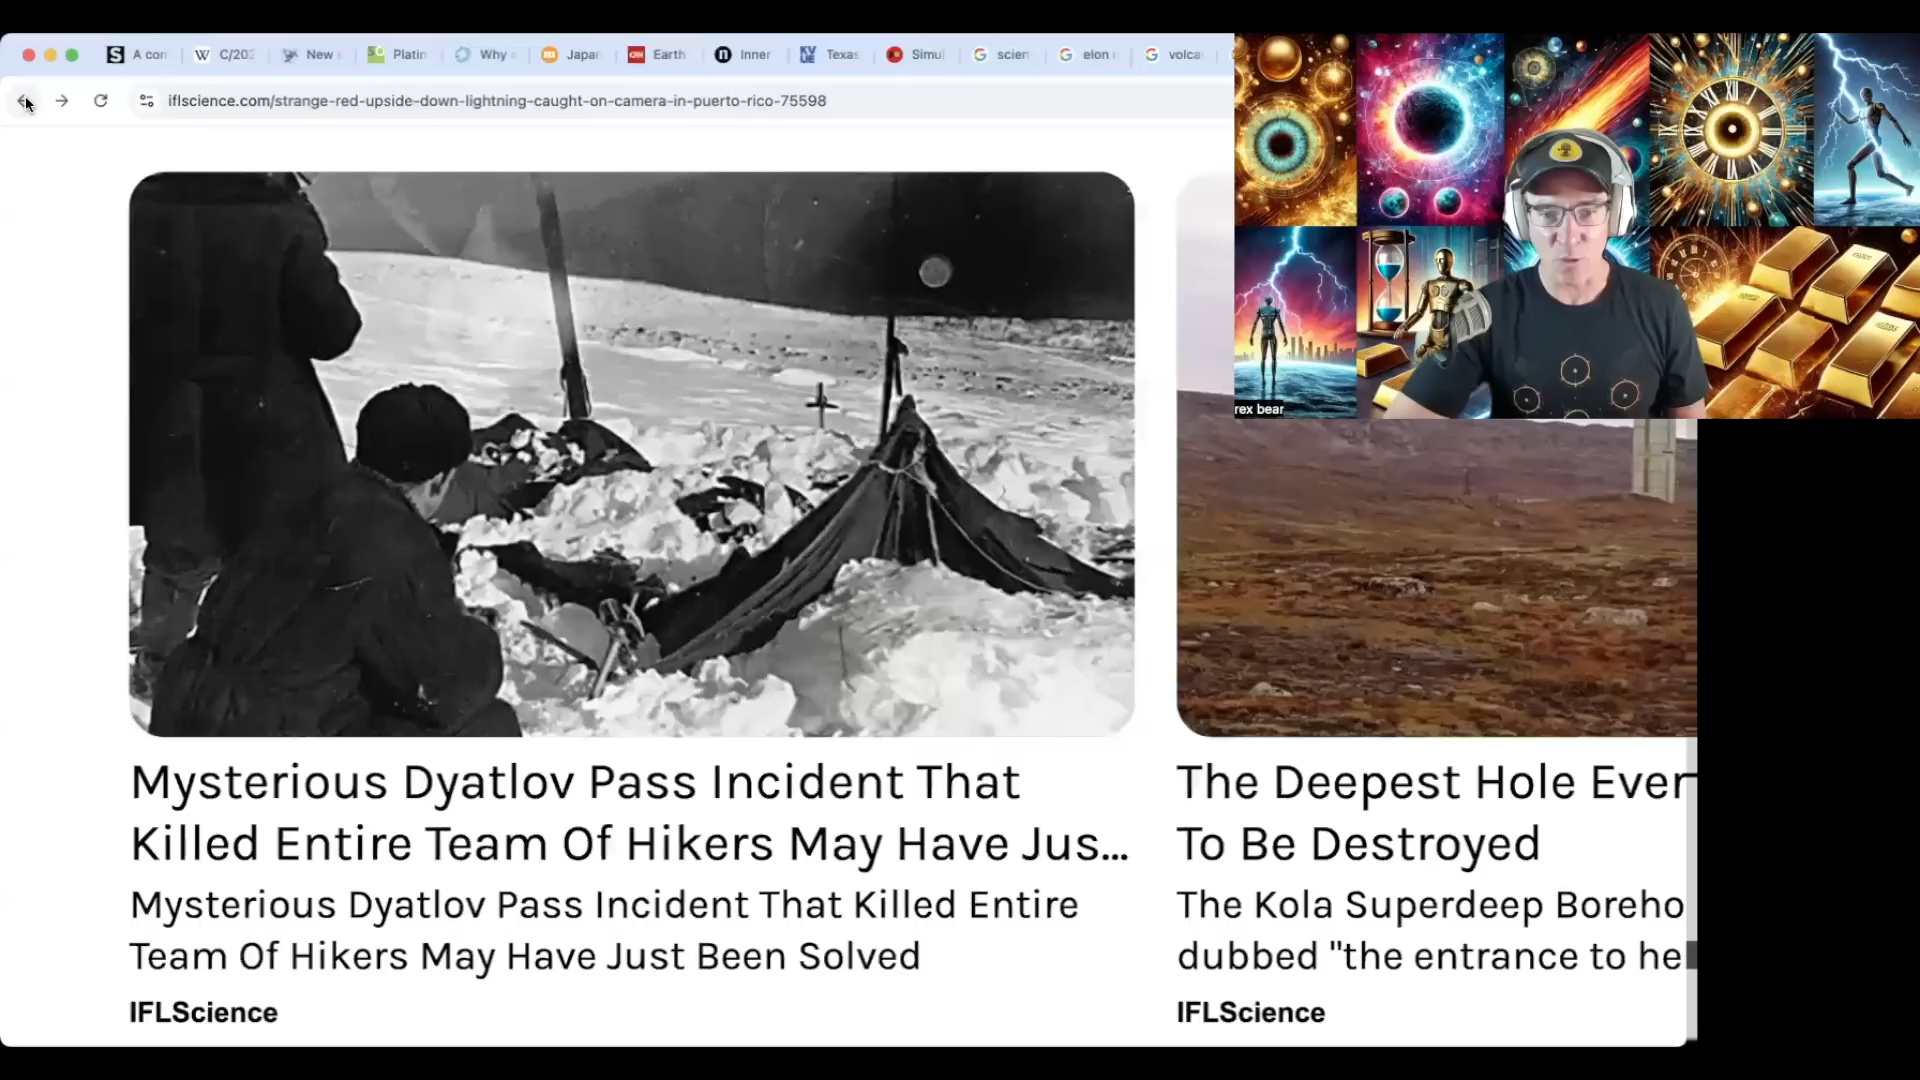 A con
C/202
New
Platin
Why
Japa
Earth
Inner
Texas
Simul
scien
elon
volca
iflscience.com/strange-red-upside-down-lightning-caught-on-camera-in-puerto-rico-75598
rex bear
Mysterious Dyatlov Pass Incident That
Killed Entire Team Of Hikers May Have Jus...
Mysterious Dyatlov Pass Incident That Killed Entire
Team Of Hikers May Have Just Been Solved
IFLScience
The Deepest Hole Ever
To Be Destroyed
The Kola Superdeep Boreho
dubbed "the entrance to he
IFLScience